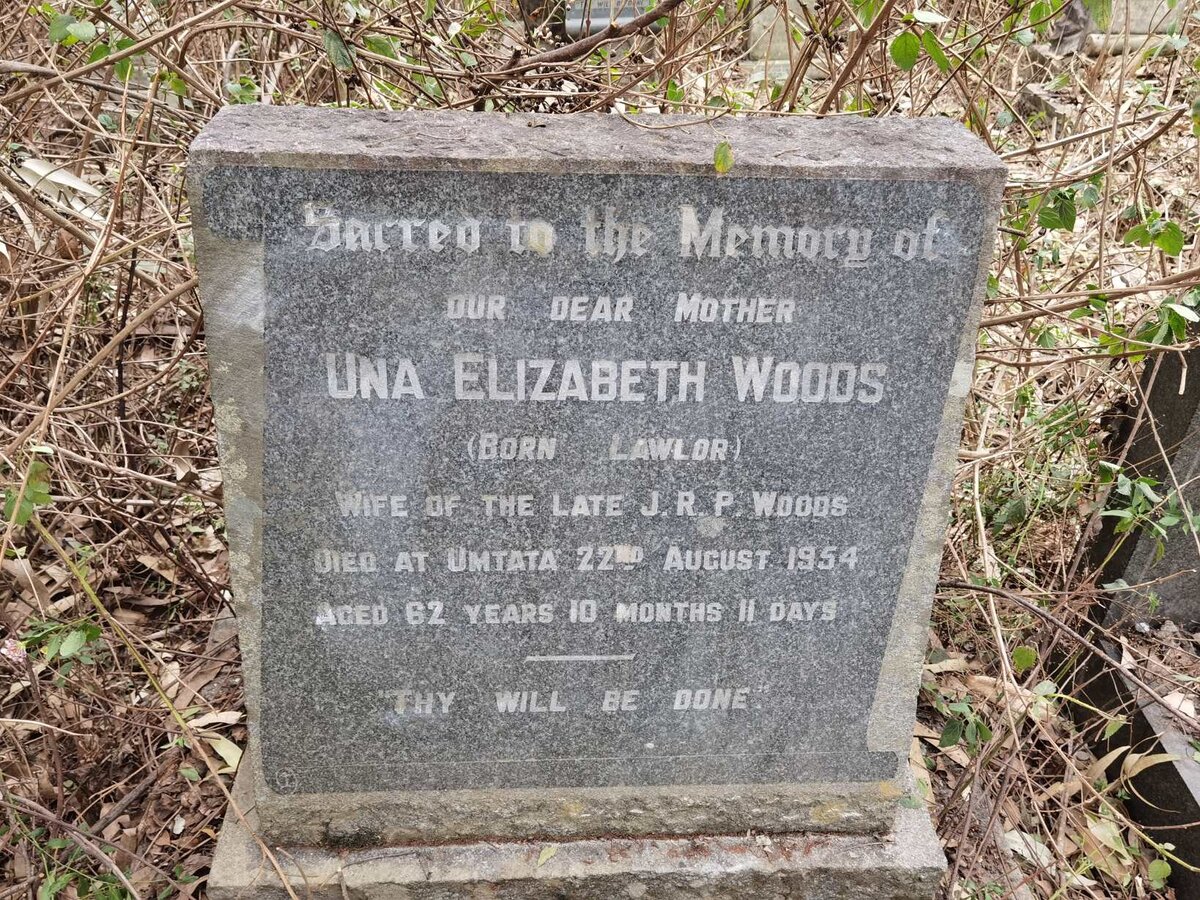 Sacred to the Memory of
OUR DEAR MOTHER
UNA ELIZABETH WOODS
(BORN LAWLOR)
WIFE OF THE LATE J.R.P. WOODS
DIED AT UMTATA 22ND AUGUST 1954
AGED 62 YEARS 10 MONTHS 11 DAYS
"THY WILL BE DONE."